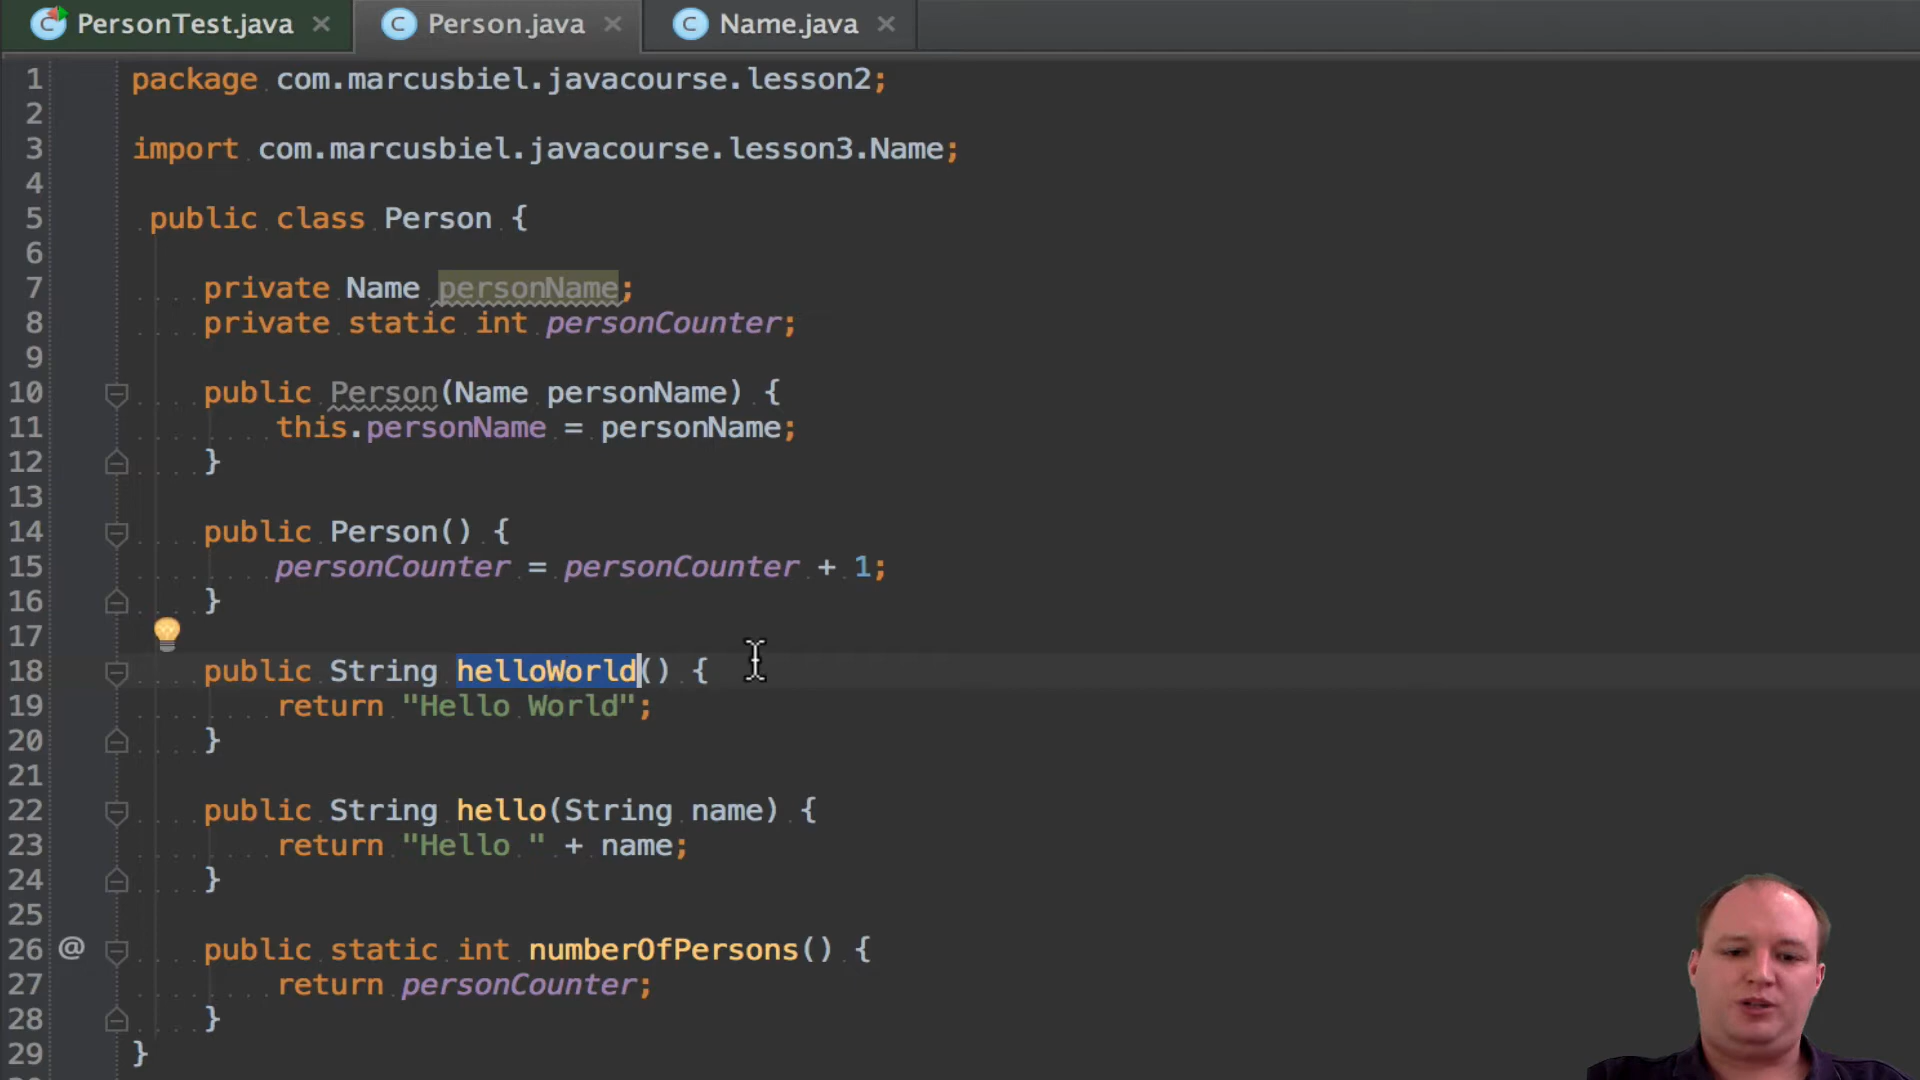 PersonTest.java Person.java Name.java
1 package com.marcusbiel.javacourse.lesson2;
2
3 import com.marcusbiel.javacourse.lesson3.Name;
4
5 public class Person {
6
7 private Name personName;
8 private static int personCounter;
9
10 public Person(Name personName) {
11 this.personName = personName;
12 }
13
14 public Person() {
15 personCounter = personCounter + 1;
16 }
17
18 public String helloWorld() {
19 return "Hello World";
20 }
21
22 public String hello(String name) {
23 return "Hello " + name;
24 }
25
26 @ public static int numberOfPersons() {
27 return personCounter;
28 }
29 }